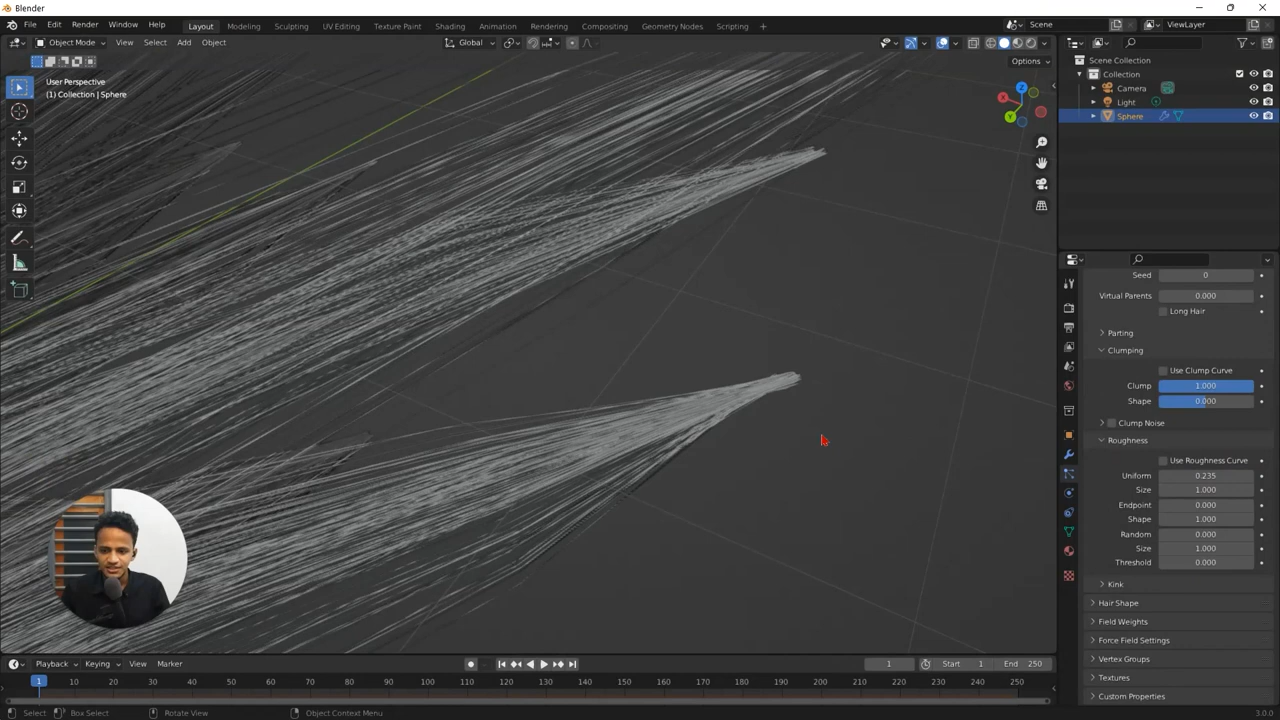 Blender
File Edit Render Window Help Layout Modeling Sculpting UV Editing Texture Paint Shading Animation Rendering Compositing Geometry Nodes Scripting + Scene ViewLayer
Object Mode View Select Add Object Global
Options
User Perspective
(1) Collection | Sphere
X
Y
Z
Scene Collection
Collection
Camera
Light
Sphere
Seed 0
Virtual Parents 0.000
Long Hair
Parting
Clumping
Use Clump Curve
Clump 1.000
Shape 0.000
Clump Noise
Roughness
Use Roughness Curve
Uniform 0.235
Size 1.000
Endpoint 0.000
Shape 1.000
Random 0.000
Size 1.000
Threshold 0.000
Kink
Hair Shape
Field Weights
Force Field Settings
Vertex Groups
Textures
Custom Properties
Playback Keying View Marker 1 Start 1 End 250
1 10 20 30 40 50 60 70 80 90 100 110 120 130 140 150 160 170 180 190 200 210 220 230 240 250
Select Box Select Rotate View Object Context Menu 3.0.0